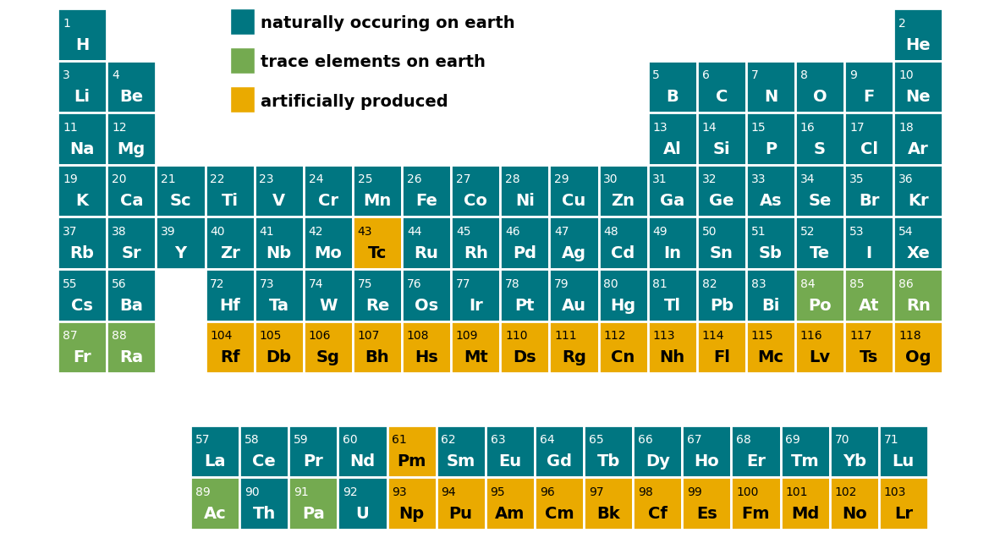 1 naturally occuring on earth 2
H He
trace elements on earth
3 4 5 6 7 8 9 10
Li Be B C N O F Ne
artificially produced
11 12 13 14 15 16 17 18
Na Mg Al Si P S Cl Ar
19 20 21 22 23 24 25 26 27 28 29 30 31 32 33 34 35 36
K Ca Sc Ti V Cr Mn Fe Co Ni Cu Zn Ga Ge As Se Br Kr
37 38 39 40 41 42 43 44 45 46 47 48 49 50 51 52 53 54
Rb Sr Y Zr Nb Mo Tc Ru Rh Pd Ag Cd In Sn Sb Te I Xe
55 56 72 73 74 75 76 77 78 79 80 81 82 83 84 85 86
Cs Ba Hf Ta W Re Os Ir Pt Au Hg Tl Pb Bi Po At Rn
87 88 104 105 106 107 108 109 110 111 112 113 114 115 116 117 118
Fr Ra Rf Db Sg Bh Hs Mt Ds Rg Cn Nh Fl Mc Lv Ts Og
57 58 59 60 61 62 63 64 65 66 67 68 69 70 71
La Ce Pr Nd Pm Sm Eu Gd Tb Dy Ho Er Tm Yb Lu
89 90 91 92 93 94 95 96 97 98 99 100 101 102 103
Ac Th Pa U Np Pu Am Cm Bk Cf Es Fm Md No Lr